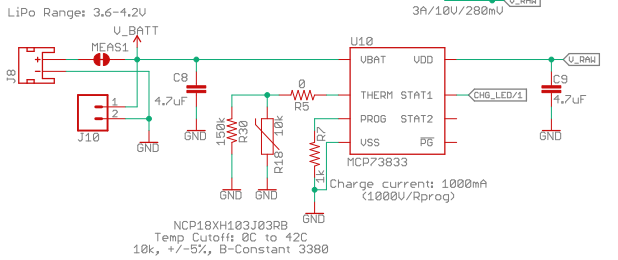 V_RAW
3A/10V/280mV
LiPo Range: 3.6-4.2V
V_BATT
MEAS1
J8
+
-
U10
VBAT VDD
V_RAW
C8
4.7uF
C9
4.7uF
0
R5
THERM STAT1
CHG_LED/1
1
2
J10
150k
R30
10k
R18
R7
1k
PROG STAT2
VSS PG
MCP73833
GND
GND
GND
GND
GND
GND
Charge current: 1000mA
(1000V/Rprog)
NCP18XH103J03RB
Temp Cutoff: 0C to 42C
10k, +/-5%, B-Constant 3380